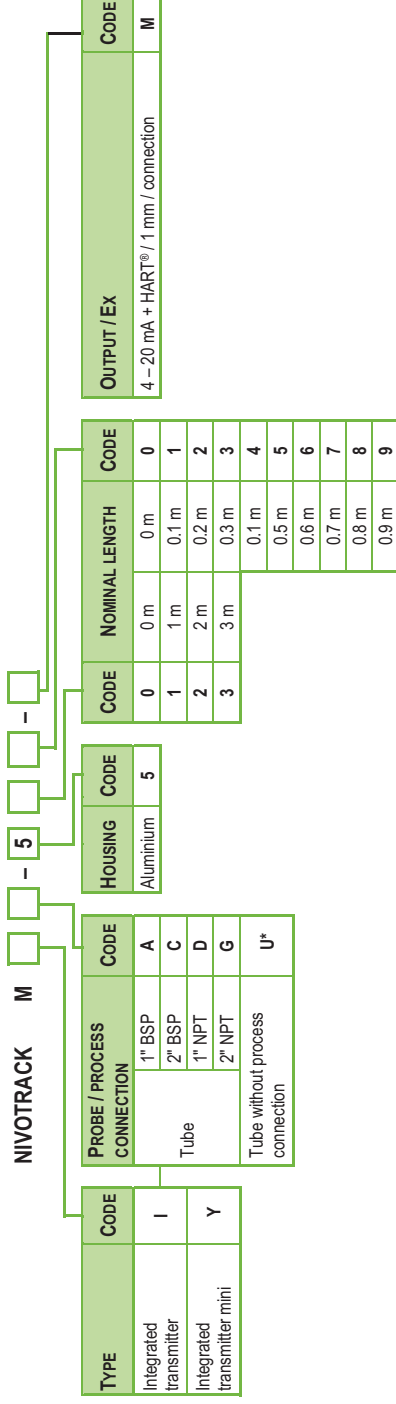 NIVOTRACK M – 5 –
TYPE CODE
Integrated
transmitter I
Integrated
transmitter mini Y
PROBE / PROCESS
CONNECTION CODE
Tube
1" BSP A
2" BSP C
1" NPT D
2" NPT G
Tube without process
connection U*
HOUSING CODE
Aluminium 5
CODE NOMINAL LENGTH CODE
0 0 m 0 m 0
1 1 m 0.1 m 1
2 2 m 0.2 m 2
3 3 m 0.3 m 3
0.1 m 4
0.5 m 5
0.6 m 6
0.7 m 7
0.8 m 8
0.9 m 9
OUTPUT / EX CODE
4 – 20 mA + HART® / 1 mm / connection M